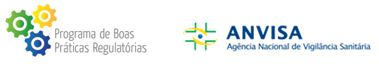 Programa de Boas
Práticas Regulatórias
ANVISA
Agência Nacional de Vigilância Sanitária